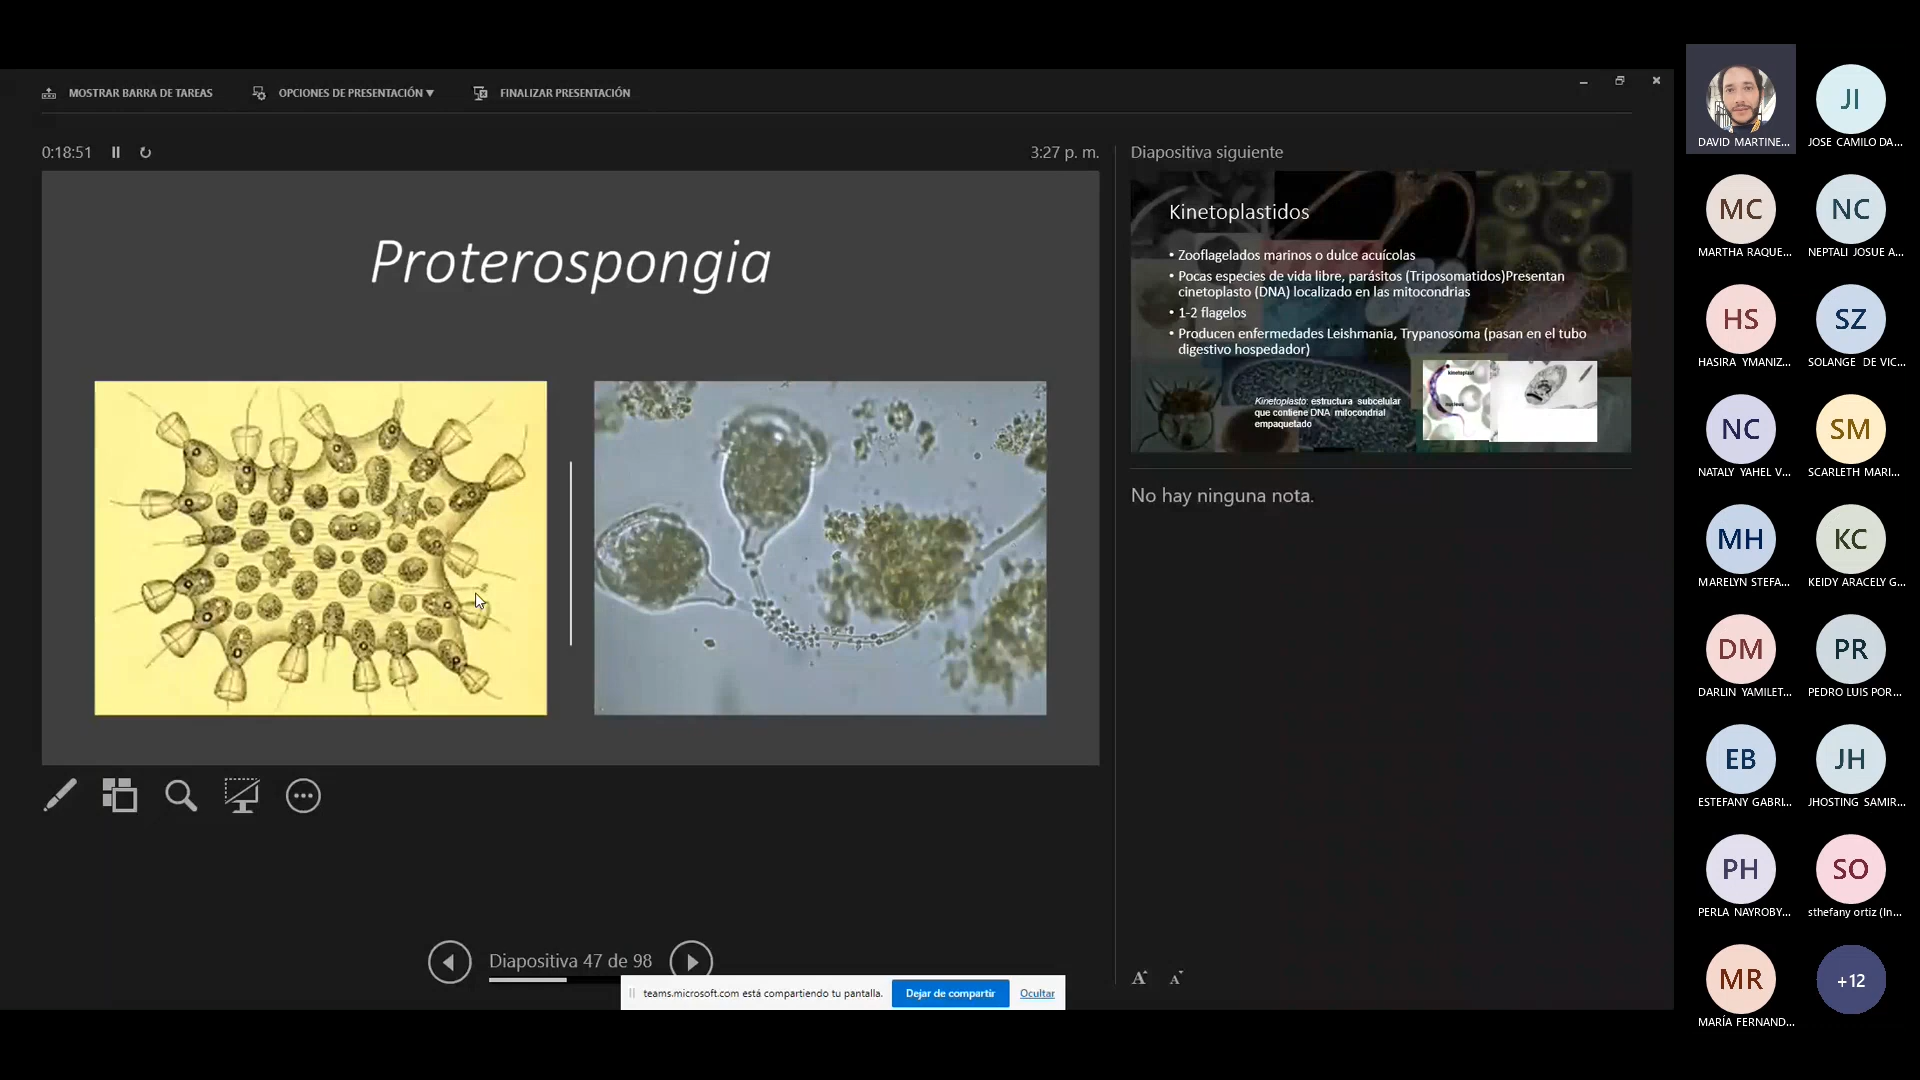 MOSTRAR BARRA DE TAREAS
OPCIONES DE PRESENTACIÓN ▼
FINALIZAR PRESENTACIÓN
0:18:51
3:27 p. m.
Proterospongia
Diapositiva 47 de 98
Diapositiva siguiente
Kinetoplastidos
• Zooflagelados marinos o dulce acuícolas
• Pocas especies de vida libre, parásitos (Triposomatidos)Presentan
cinetoplasto (DNA) localizado en las mitocondrias
• 1-2 flagelos
• Producen enfermedades Leishmania, Trypanosoma (pasan en el tubo
digestivo hospedador)
Kinetoplasto: estructura subcelular
que contiene DNA mitocondrial
empaquetado
kinetoplast
No hay ninguna nota.
A A
teams.microsoft.com está compartiendo tu pantalla.
Dejar de compartir
Ocultar
DAVID MARTINE...
JI
JOSE CAMILO DA...
MC
MARTHA RAQUE...
NC
NEPTALI JOSUE A...
HS
HASIRA YMANIZ...
SZ
SOLANGE DE VIC...
NC
NATALY YAHEL V...
SM
SCARLETH MARI...
MH
MARELYN STEFA...
KC
KEIDY ARACELY G...
DM
DARLIN YAMILET...
PR
PEDRO LUIS POR...
EB
ESTEFANY GABRI...
JH
JHOSTING SAMIR...
PH
PERLA NAYROBY...
SO
sthefany ortiz (In...
MR
MARÍA FERNAND...
+12